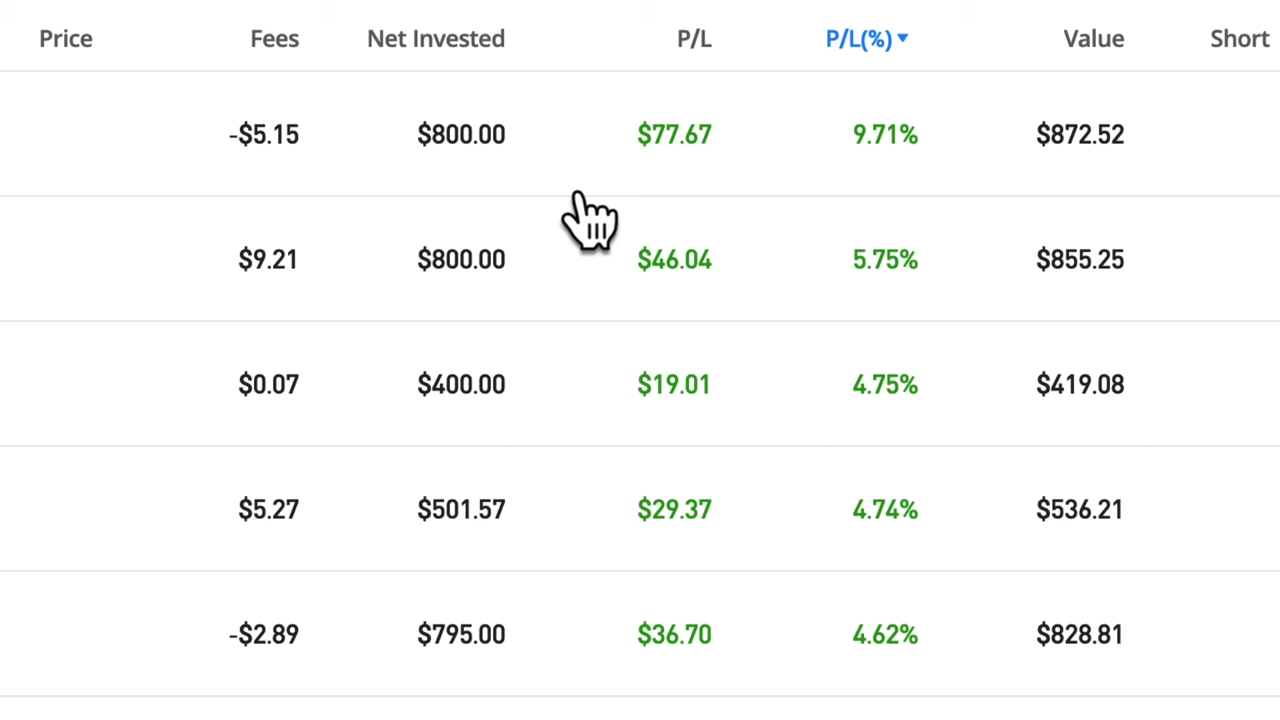 Price Fees Net Invested P/L P/L(%) Value Short
-$5.15 $800.00 $77.67 9.71% $872.52
$9.21 $800.00 $46.04 5.75% $855.25
$0.07 $400.00 $19.01 4.75% $419.08
$5.27 $501.57 $29.37 4.74% $536.21
-$2.89 $795.00 $36.70 4.62% $828.81